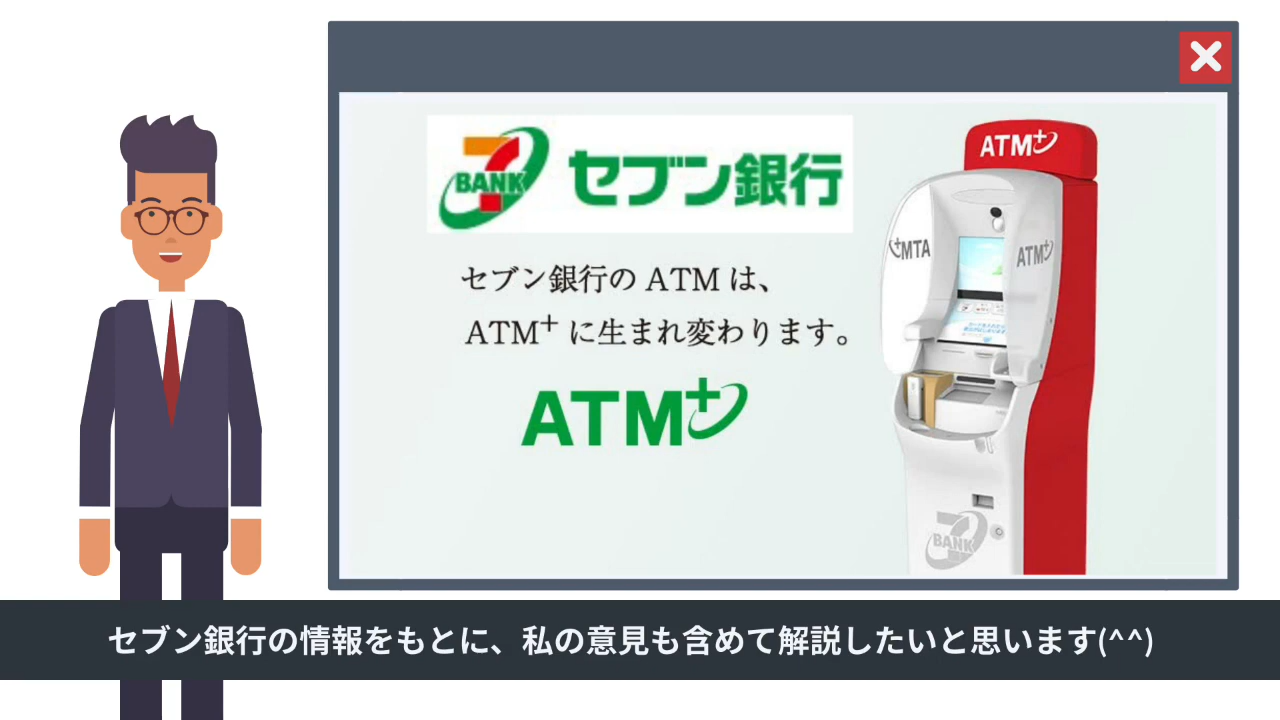 ATM+
7
BANK
セブン銀行
セブン銀行の ATM は、
ATM+ に生まれ変わります。
ATM+
+MTA
ATM+
7
BANK
セブン銀行の情報をもとに、私の意見も含めて解説したいと思います(^^)